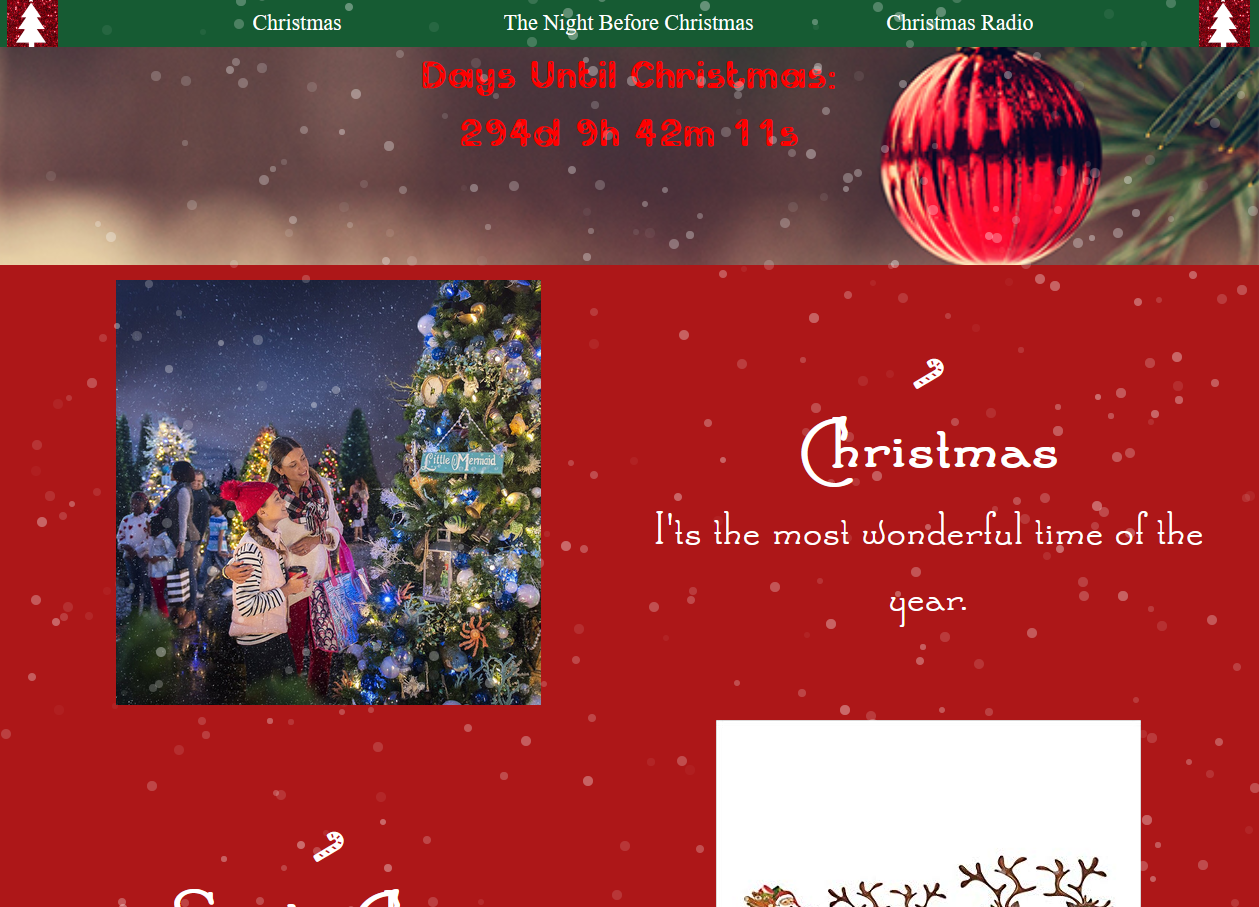 Christmas
The Night Before Christmas
Christmas Radio
Days Until Christmas:
294d 9h 42m 11s
Little Mermaid
Christmas
I'ts the most wonderful time of the
year.